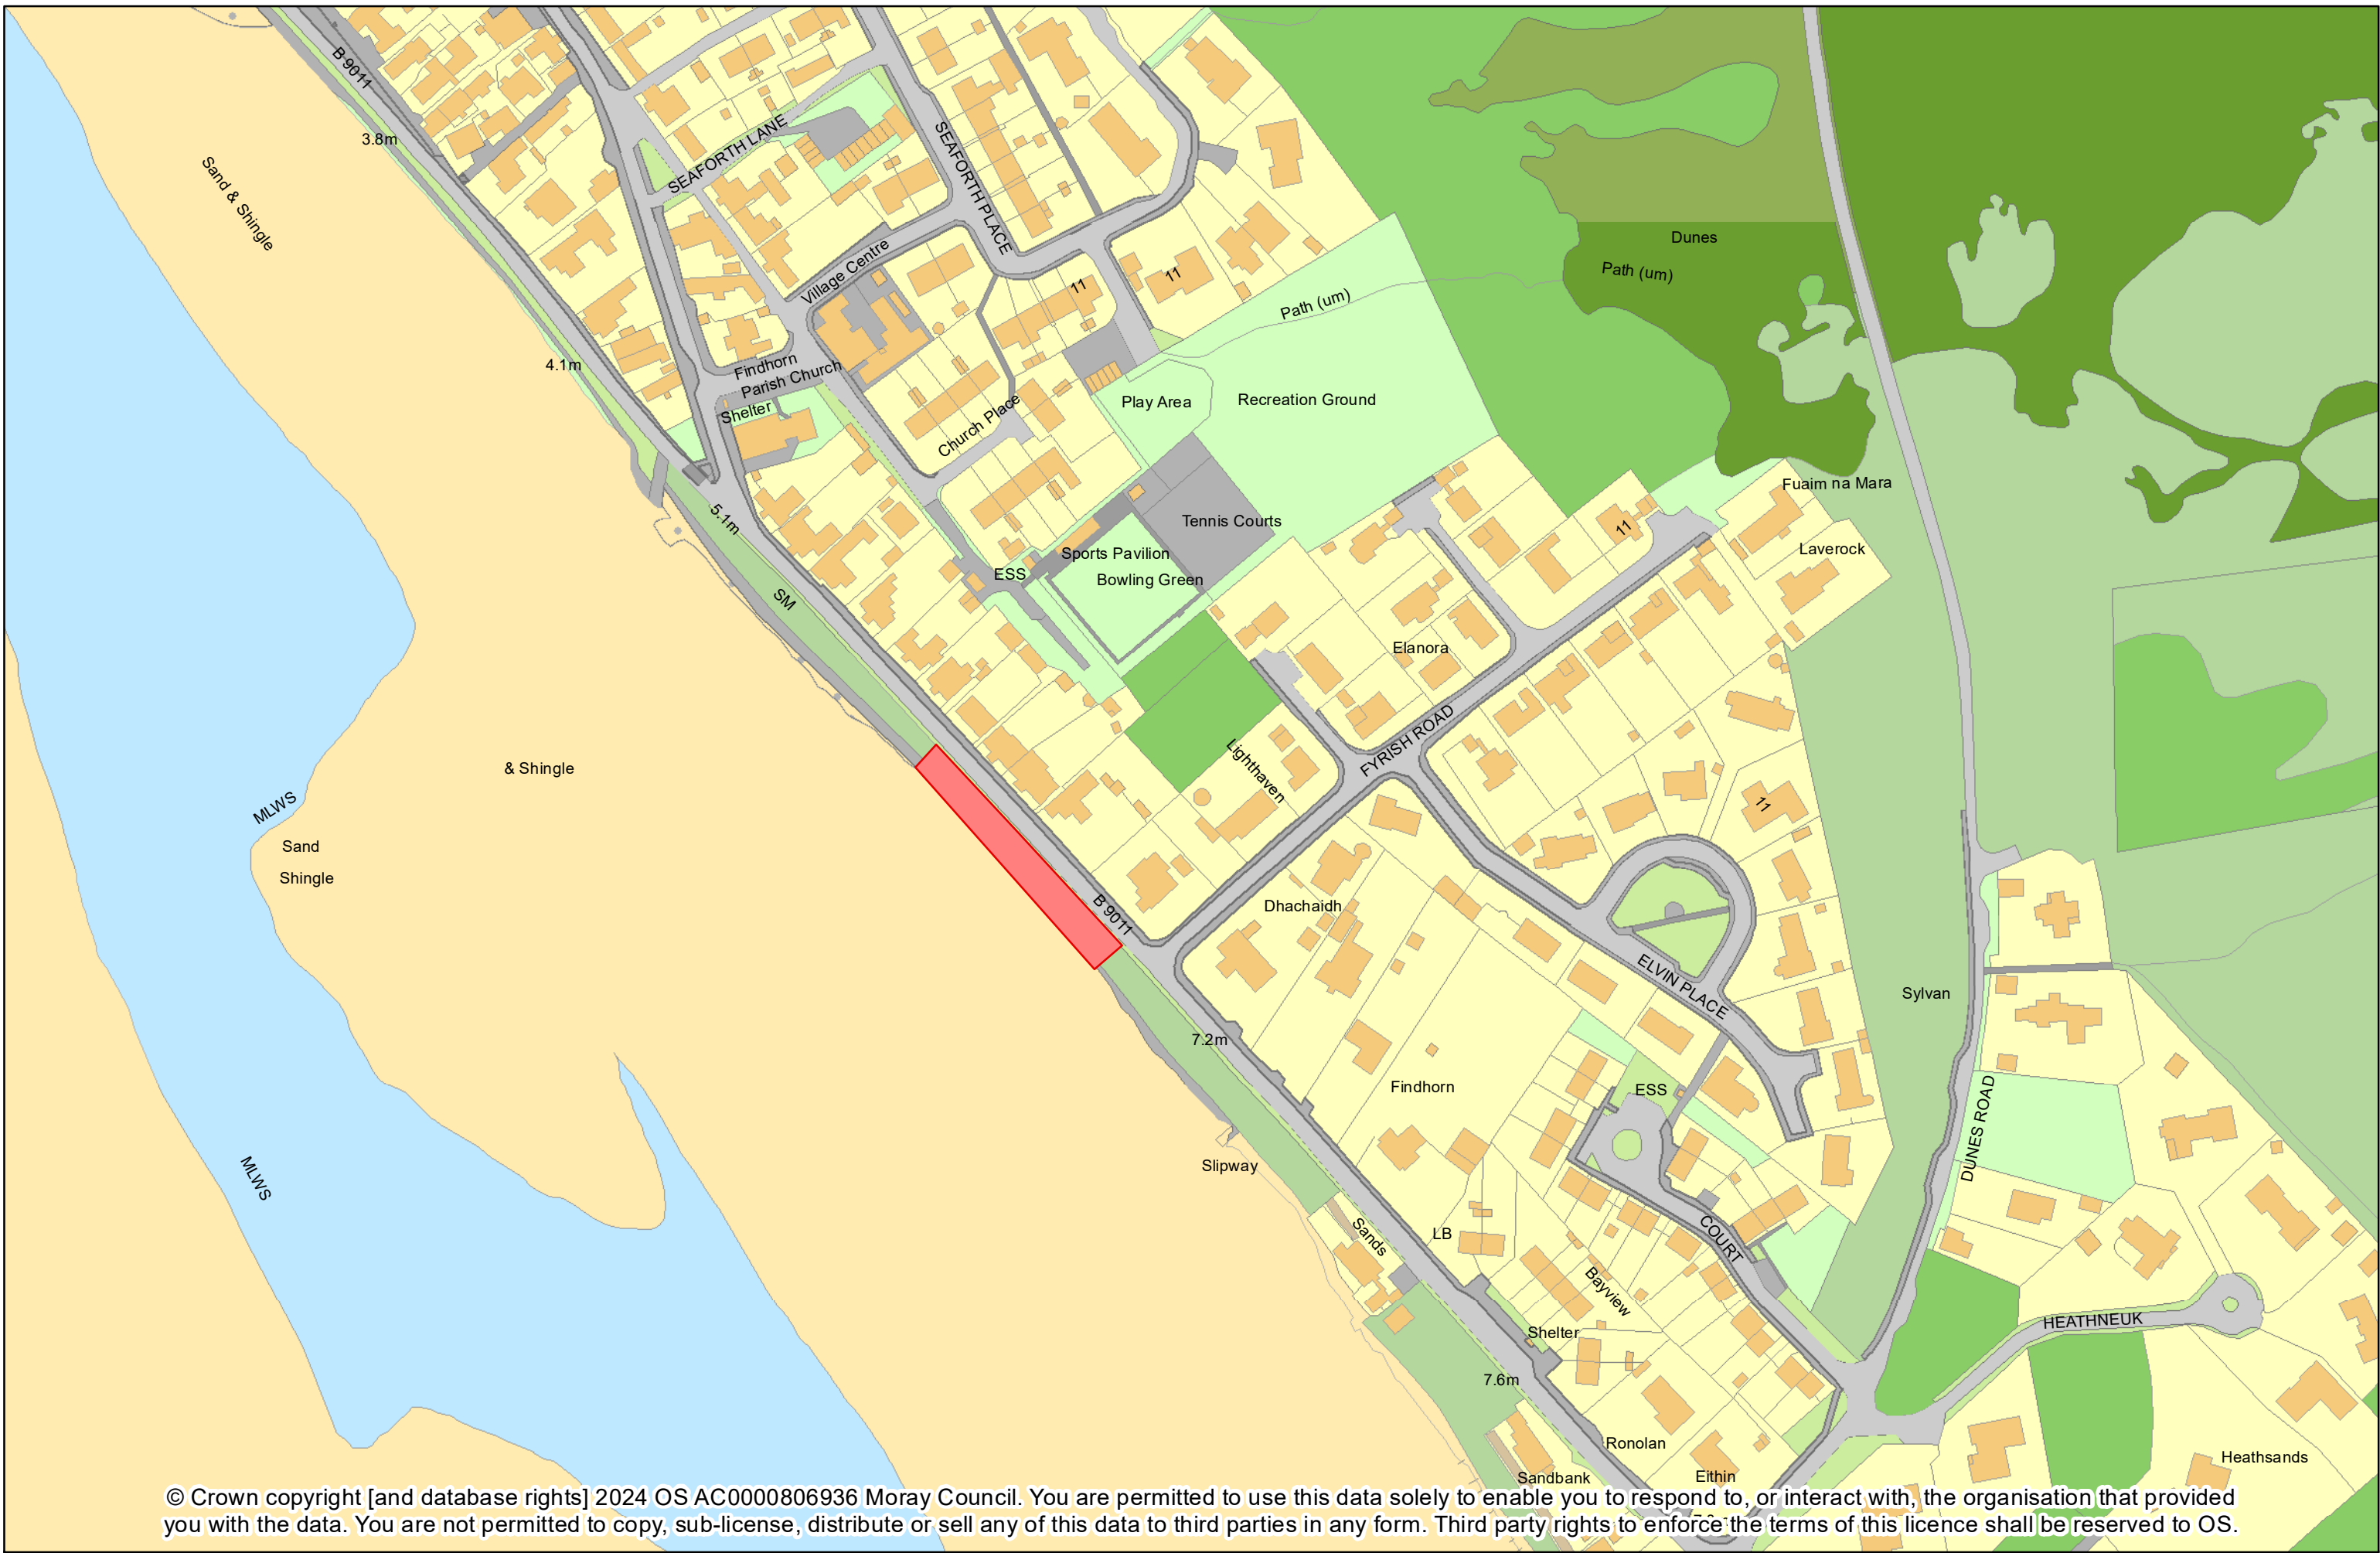 B 9011
3.8m
Sand & Shingle
SEAFORTH LANE
SEAFORTH PLACE
Village Centre
11
11
Dunes
Path (um)
Path (um)
4.1m
Findhorn
Parish Church
Shelter
Church Place
Play Area
Recreation Ground
Fuaim na Mara
5.1m
Tennis Courts
11
Laverock
Sports Pavilion
ESS
Bowling Green
SM
Elanora
FYRISH ROAD
Lighthaven
& Shingle
MLWS
11
Sand
Shingle
B 9011
Dhachaidh
ELVIN PLACE
Sylvan
7.2m
Findhorn
ESS
DUNES ROAD
MLWS
Slipway
Sands
LB
COURT
Bayview
Shelter
HEATHNEUK
7.6m
Ronolan
Heathsands
Sandbank
Eithin
© Crown copyright [and database rights] 2024 OS AC0000806936 Moray Council. You are permitted to use this data solely to enable you to respond to, or interact with, the organisation that provided
you with the data. You are not permitted to copy, sub-license, distribute or sell any of this data to third parties in any form. Third party rights to enforce the terms of this licence shall be reserved to OS.